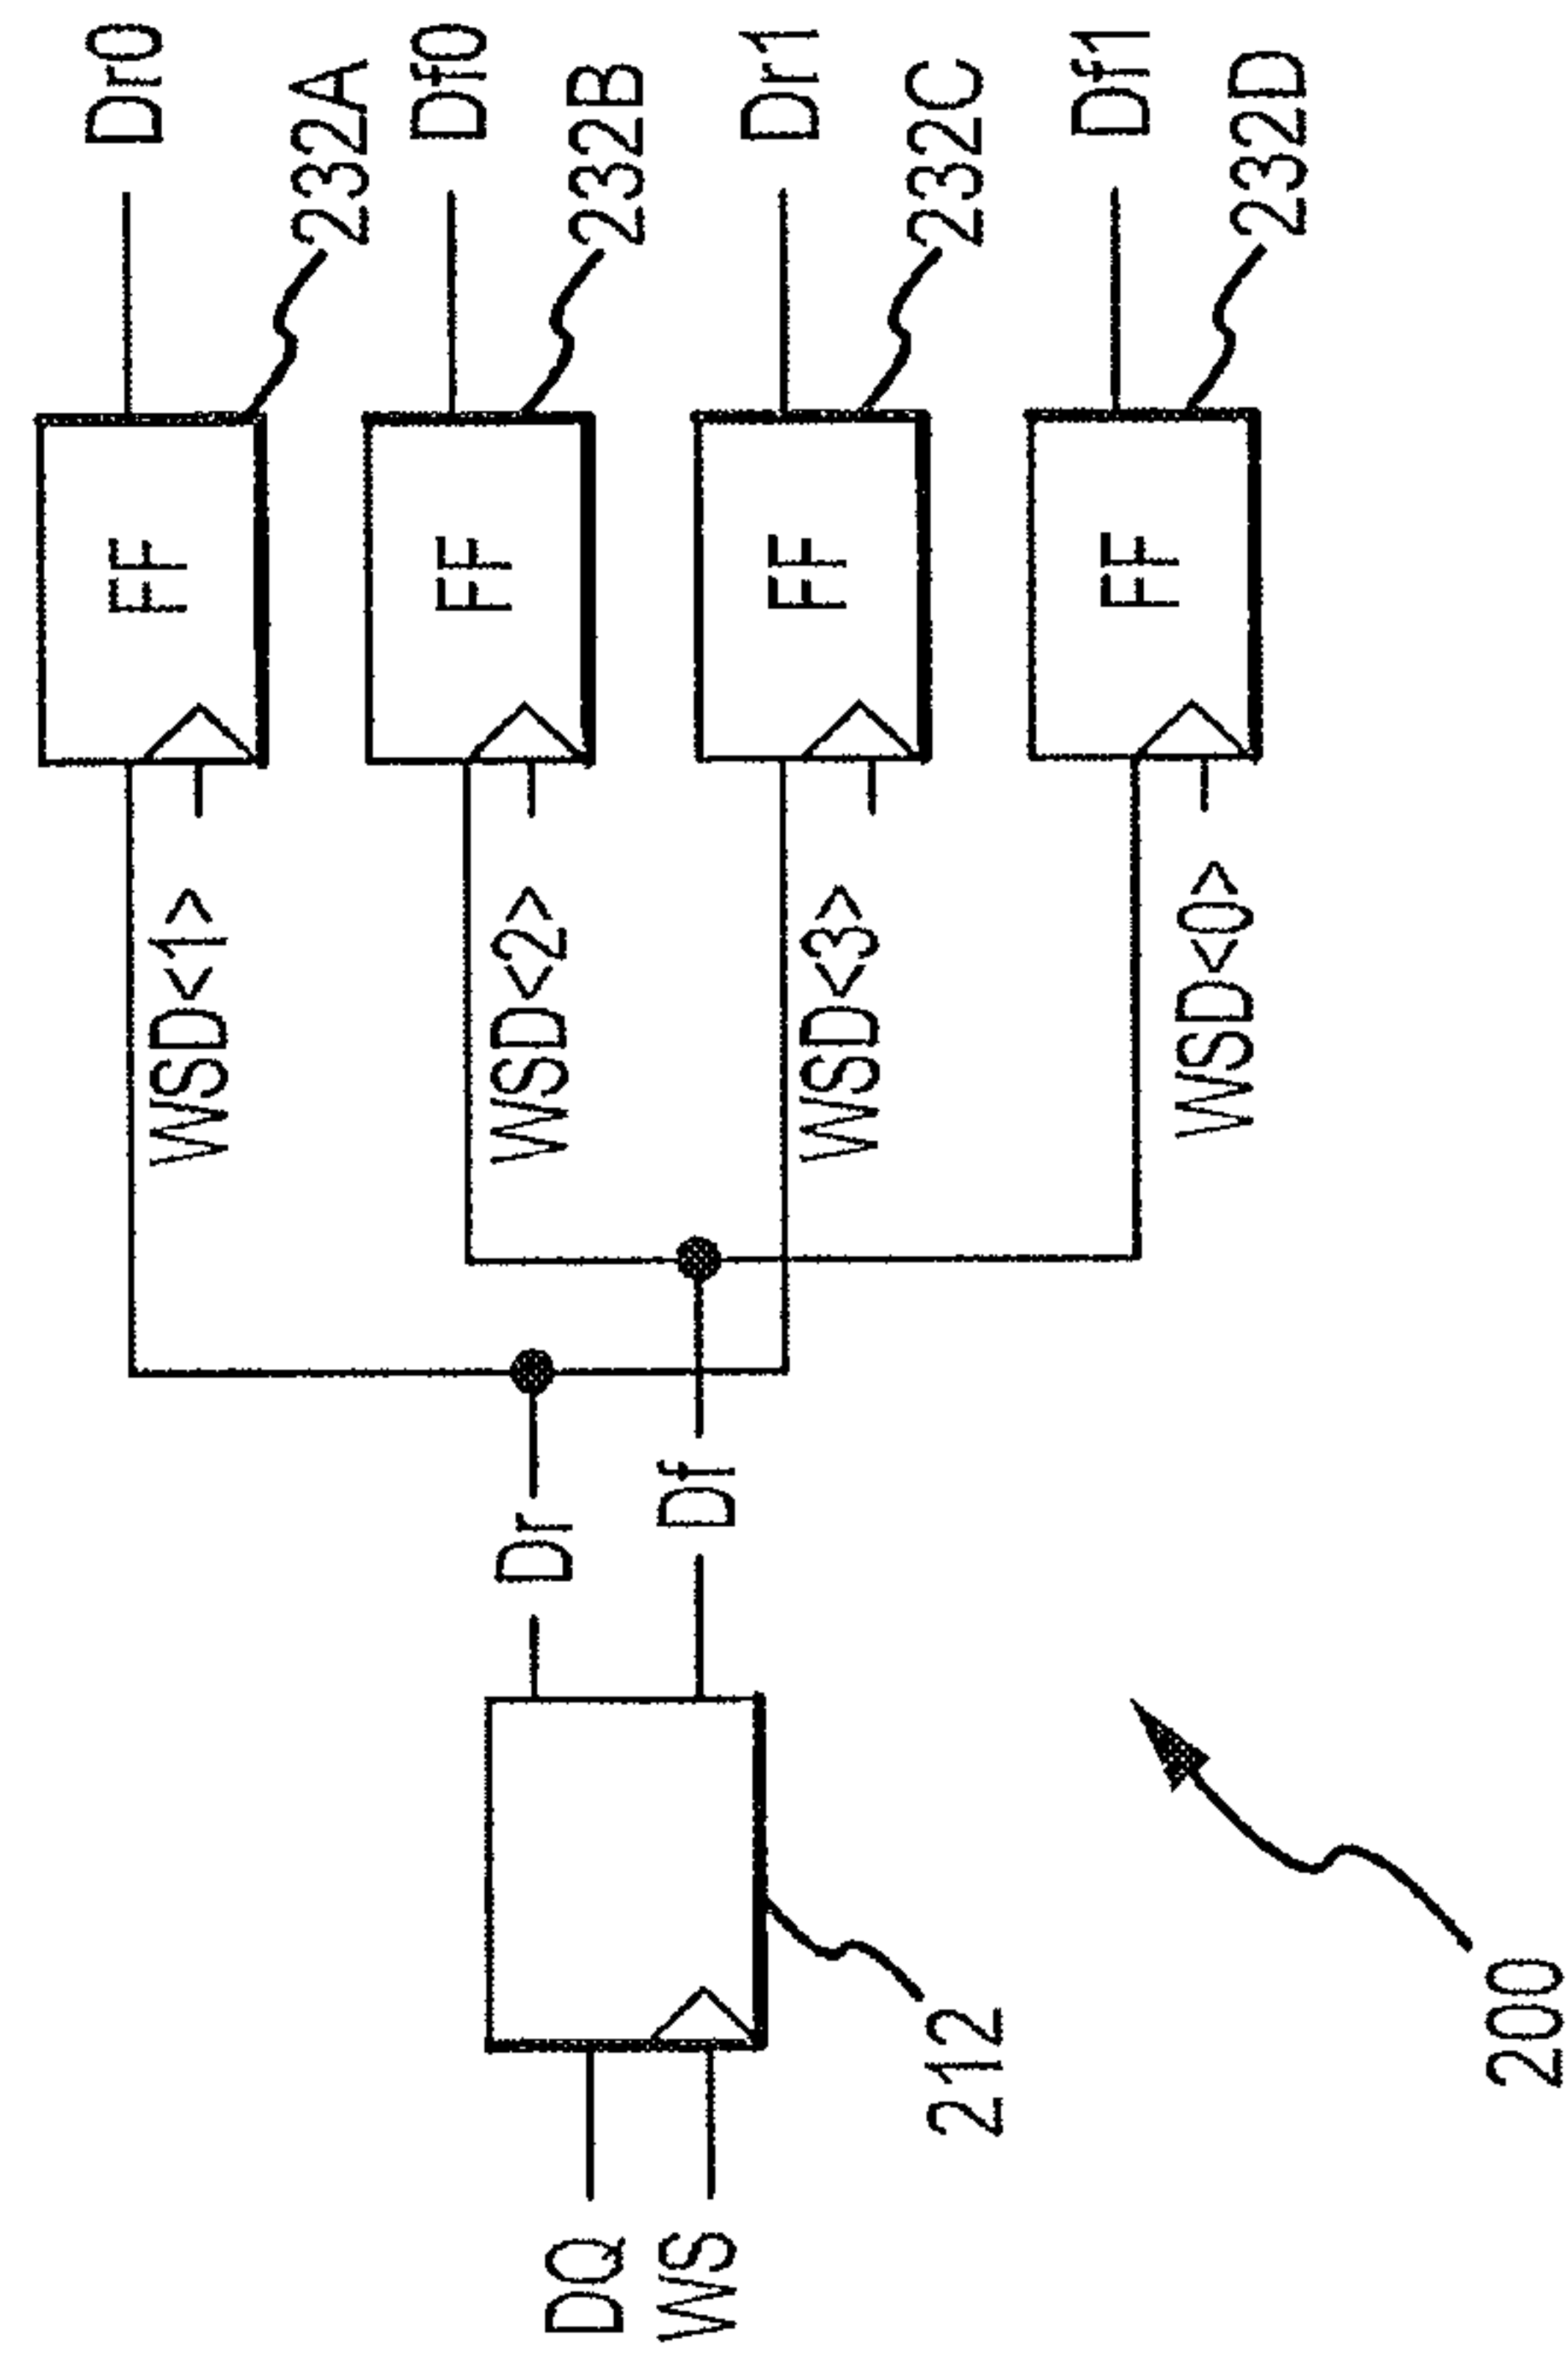 DQ
WS
212
200
Dr
Df
WSD<1>
WSD<2>
WSD<3>
WSD<0>
FF
FF
FF
FF
Dr0
232A
Df0
232B
Dr1
232C
Df1
232D